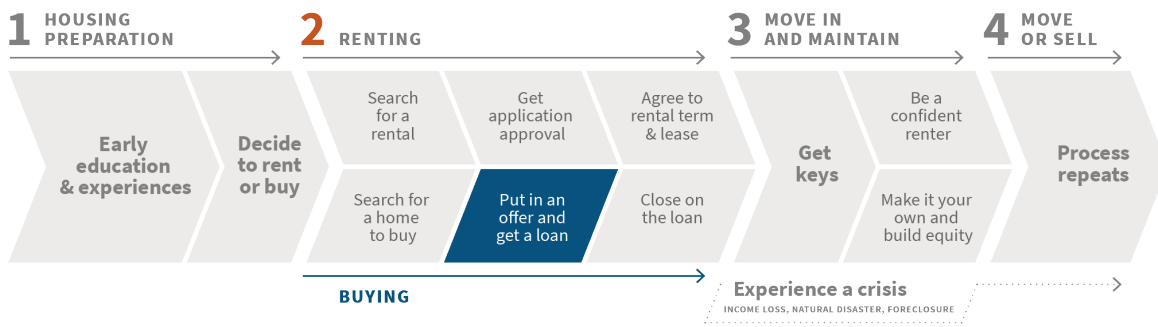 1 HOUSING
PREPARATION
2 RENTING
3 MOVE IN
AND MAINTAIN
4 MOVE
OR SELL
Early
education
& experiences
Decide
to rent
or buy
Search
for a
rental
Get
application
approval
Agree to
rental term
& lease
Search for
a home
to buy
Put in an
offer and
get a loan
Close on
the loan
Get
keys
Be a
confident
renter
Make it your
own and
build equity
Process
repeats
BUYING
Experience a crisis
INCOME LOSS, NATURAL DISASTER, FORECLOSURE